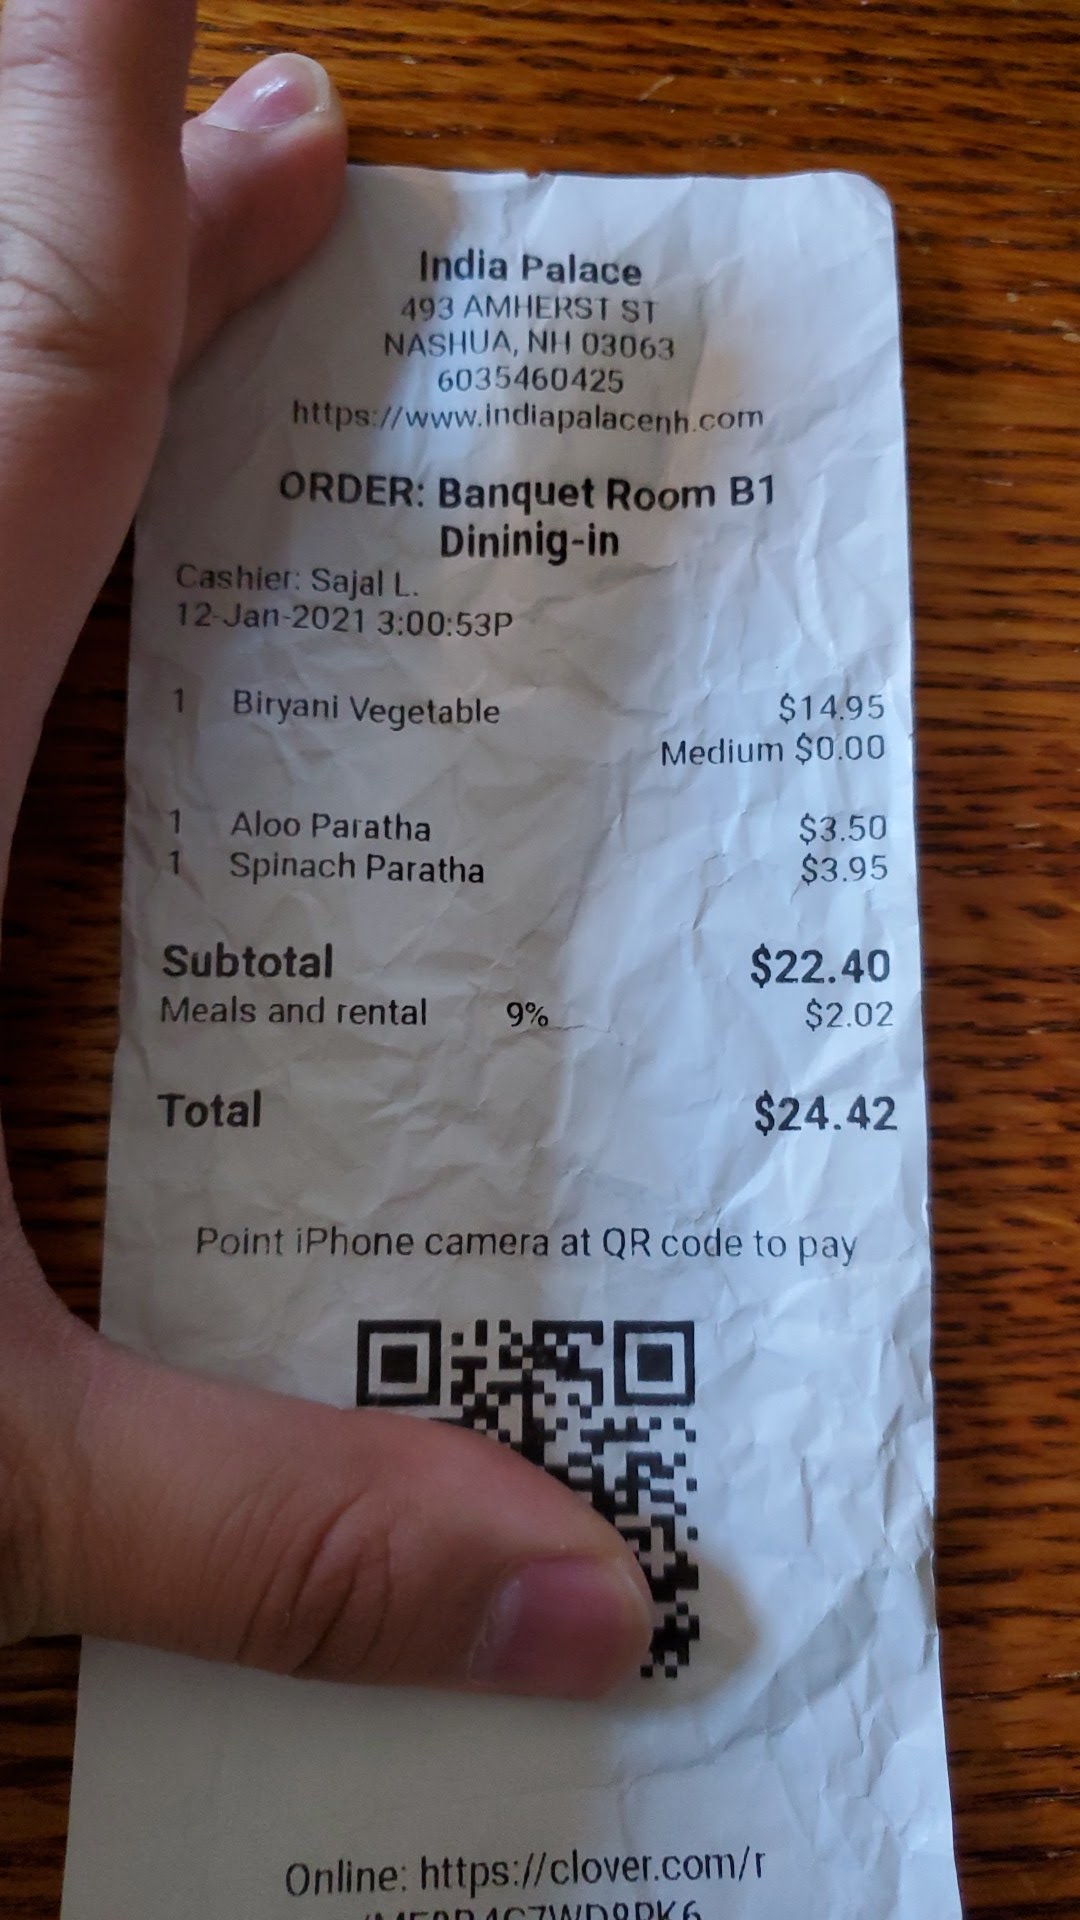 India Palace
493 AMHERST ST
NASHUA, NH 03063
6035460425
https://www.indiapalacenh.com
ORDER: Banquet Room B1
Dininig-in
Cashier: Sajal L.
12-Jan-2021 3:00:53P
1 Biryani Vegetable $14.95
Medium $0.00
1 Aloo Paratha $3.50
1 Spinach Paratha $3.95
Subtotal $22.40
Meals and rental 9% $2.02
Total $24.42
Point iPhone camera at QR code to pay
Online: https://clover.com/r